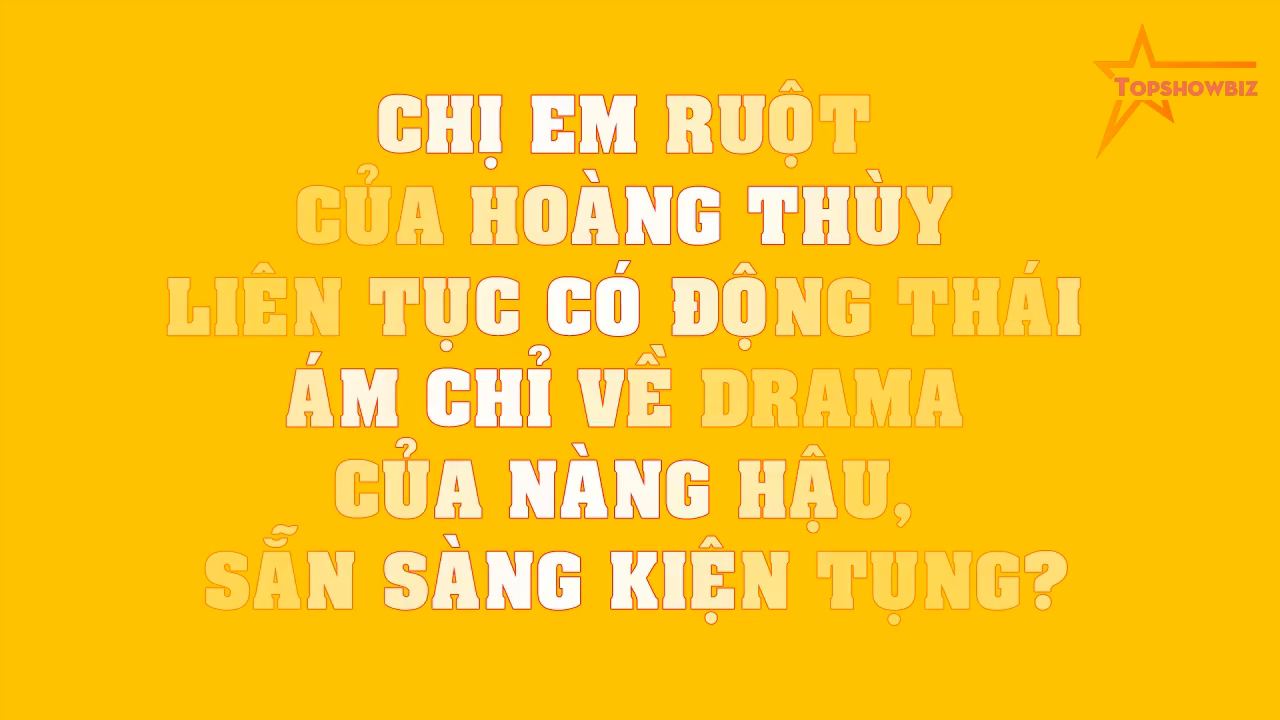 TOPSHOWBIZ
CHỊ EM RUỘT
CỦA HOÀNG THÙY
LIÊN TỤC CÓ ĐỘNG THÁI
ÁM CHỈ VỀ DRAMA
CỦA NÀNG HẬU,
SẴN SÀNG KIỆN TỤNG?